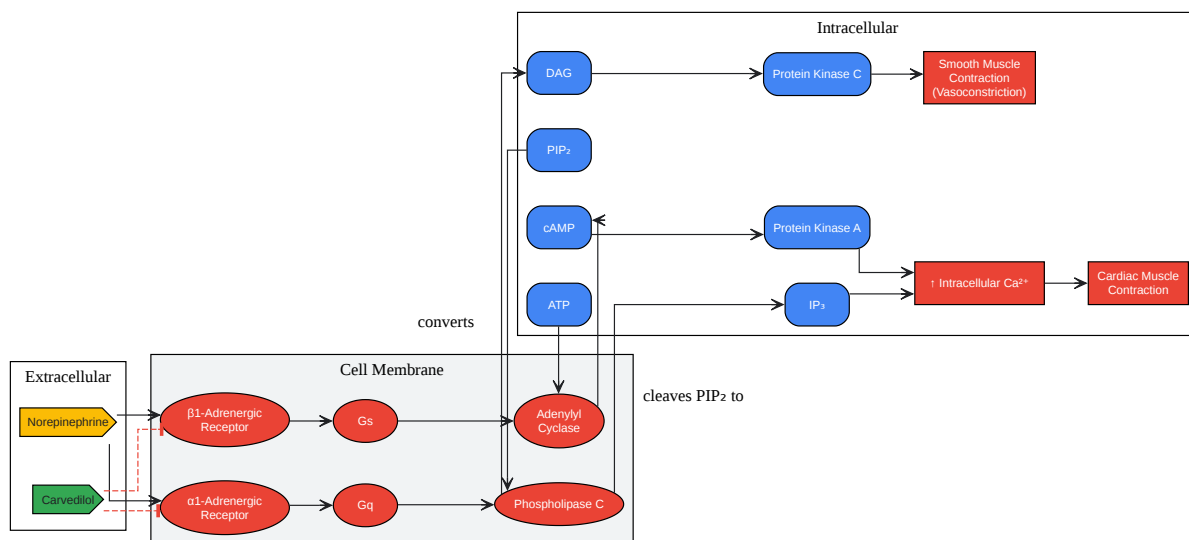 Intracellular
DAG
Protein Kinase C
Smooth Muscle
Contraction
(Vasoconstriction)
PIP₂
cAMP
Protein Kinase A
ATP
IP₃
↑ Intracellular Ca²⁺
Cardiac Muscle
Contraction
converts
cleaves PIP₂ to
Extracellular
Norepinephrine
Carvedilol
Cell Membrane
β1-Adrenergic
Receptor
Gs
Adenylyl
Cyclase
α1-Adrenergic
Receptor
Gq
Phospholipase C